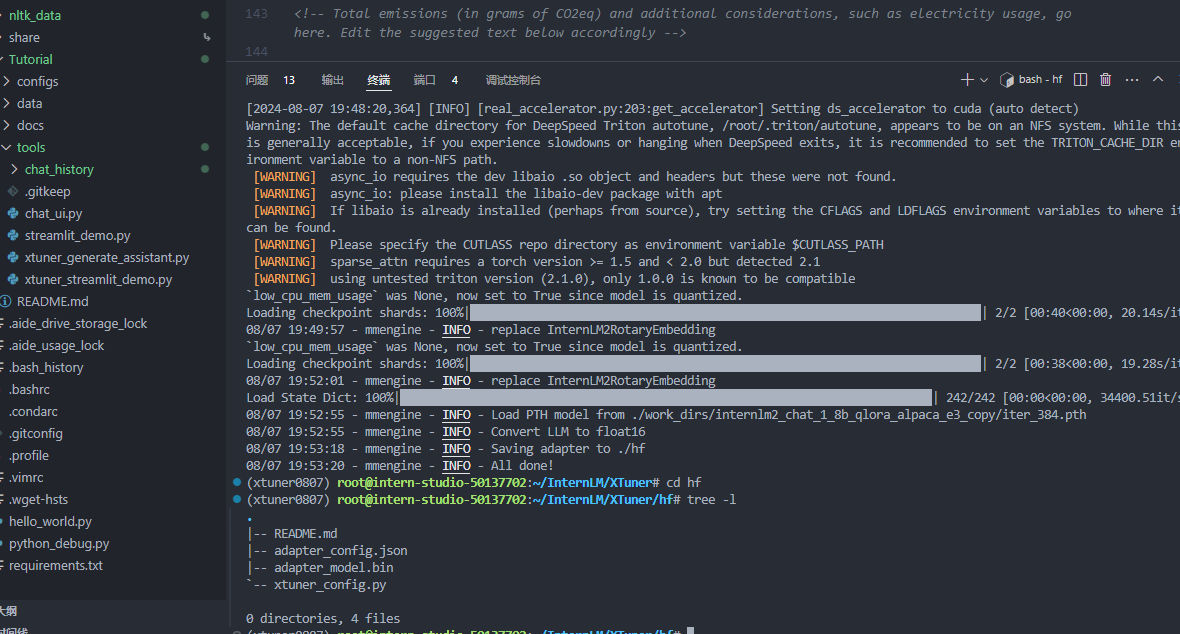 nltk_data
share
Tutorial
configs
data
docs
tools
chat_history
.gitkeep
chat_ui.py
streamlit_demo.py
xtuner_generate_assistant.py
xtuner_streamlit_demo.py
README.md
.aide_drive_storage_lock
.aide_usage_lock
.bash_history
.bashrc
.condarc
.gitconfig
.profile
.vimrc
.wget-hsts
hello_world.py
python_debug.py
requirements.txt
大纲
143 <!-- Total emissions (in grams of CO2eq) and additional considerations, such as electricity usage, go
here. Edit the suggested text below accordingly -->
144
问题 13 输出 终端 端口 4 调试控制台 bash - hf
[2024-08-07 19:48:20,364] [INFO] [real_accelerator.py:203:get_accelerator] Setting ds_accelerator to cuda (auto detect)
Warning: The default cache directory for DeepSpeed Triton autotune, /root/.triton/autotune, appears to be on an NFS system. While this
is generally acceptable, if you experience slowdowns or hanging when DeepSpeed exits, it is recommended to set the TRITON_CACHE_DIR en
ironment variable to a non-NFS path.
[WARNING] async_io requires the dev libaio .so object and headers but these were not found.
[WARNING] async_io: please install the libaio-dev package with apt
[WARNING] If libaio is already installed (perhaps from source), try setting the CFLAGS and LDFLAGS environment variables to where it
can be found.
[WARNING] Please specify the CUTLASS repo directory as environment variable $CUTLASS_PATH
[WARNING] sparse_attn requires a torch version >= 1.5 and < 2.0 but detected 2.1
[WARNING] using untested triton version (2.1.0), only 1.0.0 is known to be compatible
`low_cpu_mem_usage` was None, now set to True since model is quantized.
Loading checkpoint shards: 100%| | 2/2 [00:40<00:00, 20.14s/it
08/07 19:49:57 - mmengine - INFO - replace InternLM2RotaryEmbedding
`low_cpu_mem_usage` was None, now set to True since model is quantized.
Loading checkpoint shards: 100%| | 2/2 [00:38<00:00, 19.28s/it
08/07 19:52:01 - mmengine - INFO - replace InternLM2RotaryEmbedding
Load State Dict: 100%| | 242/242 [00:00<00:00, 34400.51it/s
08/07 19:52:55 - mmengine - INFO - Load PTH model from ./work_dirs/internlm2_chat_1_8b_qlora_alpaca_e3_copy/iter_384.pth
08/07 19:52:55 - mmengine - INFO - Convert LLM to float16
08/07 19:53:18 - mmengine - INFO - Saving adapter to ./hf
08/07 19:53:20 - mmengine - INFO - All done!
(xtuner0807) root@intern-studio-50137702:~/InternLM/XTuner# cd hf
(xtuner0807) root@intern-studio-50137702:~/InternLM/XTuner/hf# tree -l
.
|-- README.md
|-- adapter_config.json
|-- adapter_model.bin
`-- xtuner_config.py
0 directories, 4 files
(xtuner0807) root@intern-studio-50137702:~/InternLM/XTuner/hf#